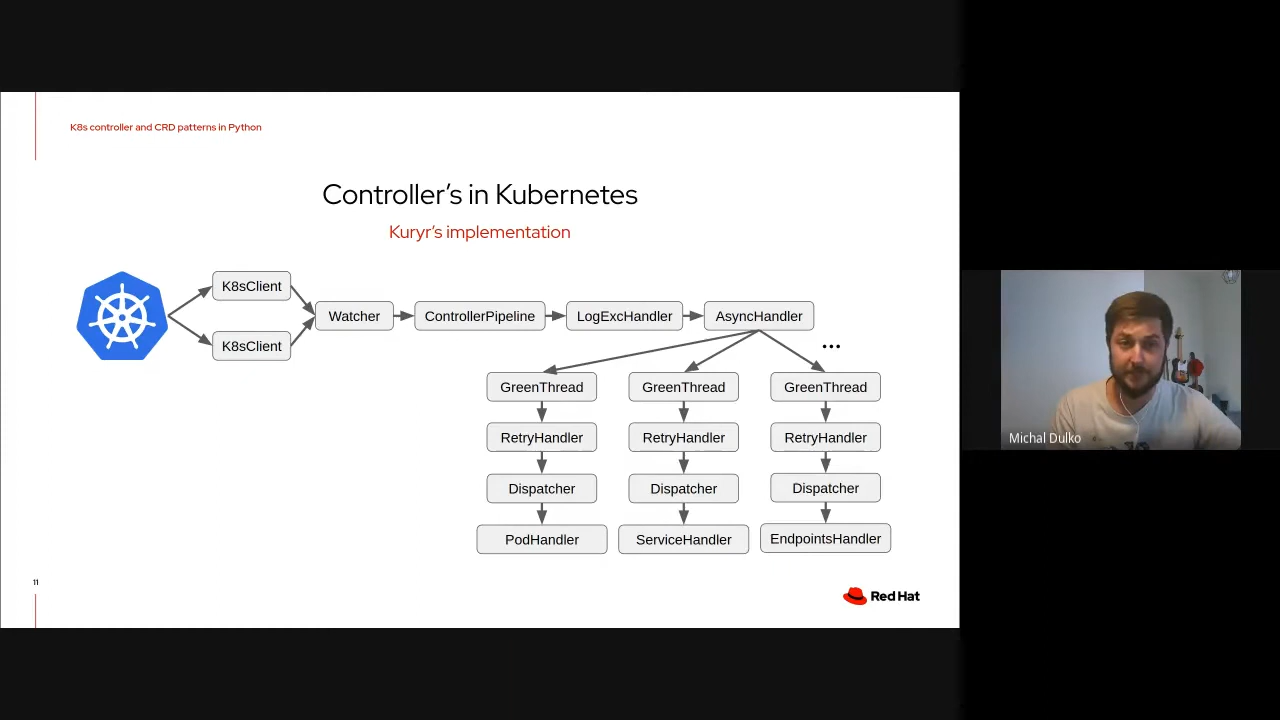 K8s controller and CRD patterns in Python
Controller's in Kubernetes
Kuryr's implementation
K8sClient
K8sClient
Watcher
ControllerPipeline
LogExcHandler
AsyncHandler
...
GreenThread
GreenThread
GreenThread
RetryHandler
RetryHandler
RetryHandler
Dispatcher
Dispatcher
Dispatcher
PodHandler
ServiceHandler
EndpointsHandler
11
Red Hat
Michal Dulko